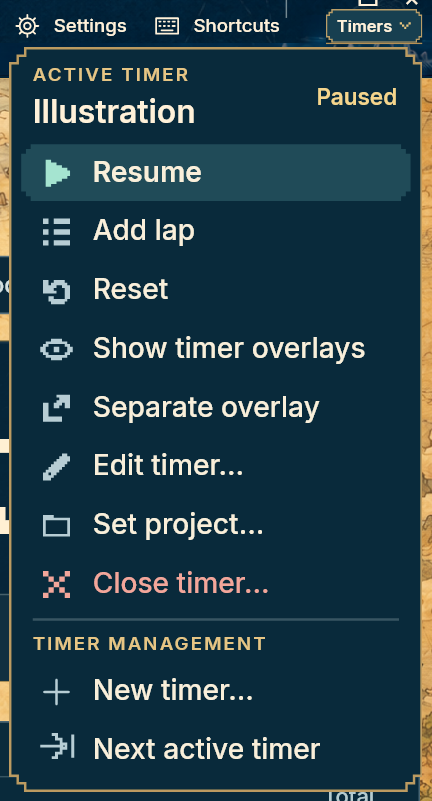 Settings
Shortcuts
Timers
ACTIVE TIMER
Illustration
Paused
Resume
Add lap
Reset
Show timer overlays
Separate overlay
Edit timer...
Set project...
Close timer...
TIMER MANAGEMENT
New timer...
Next active timer
Total